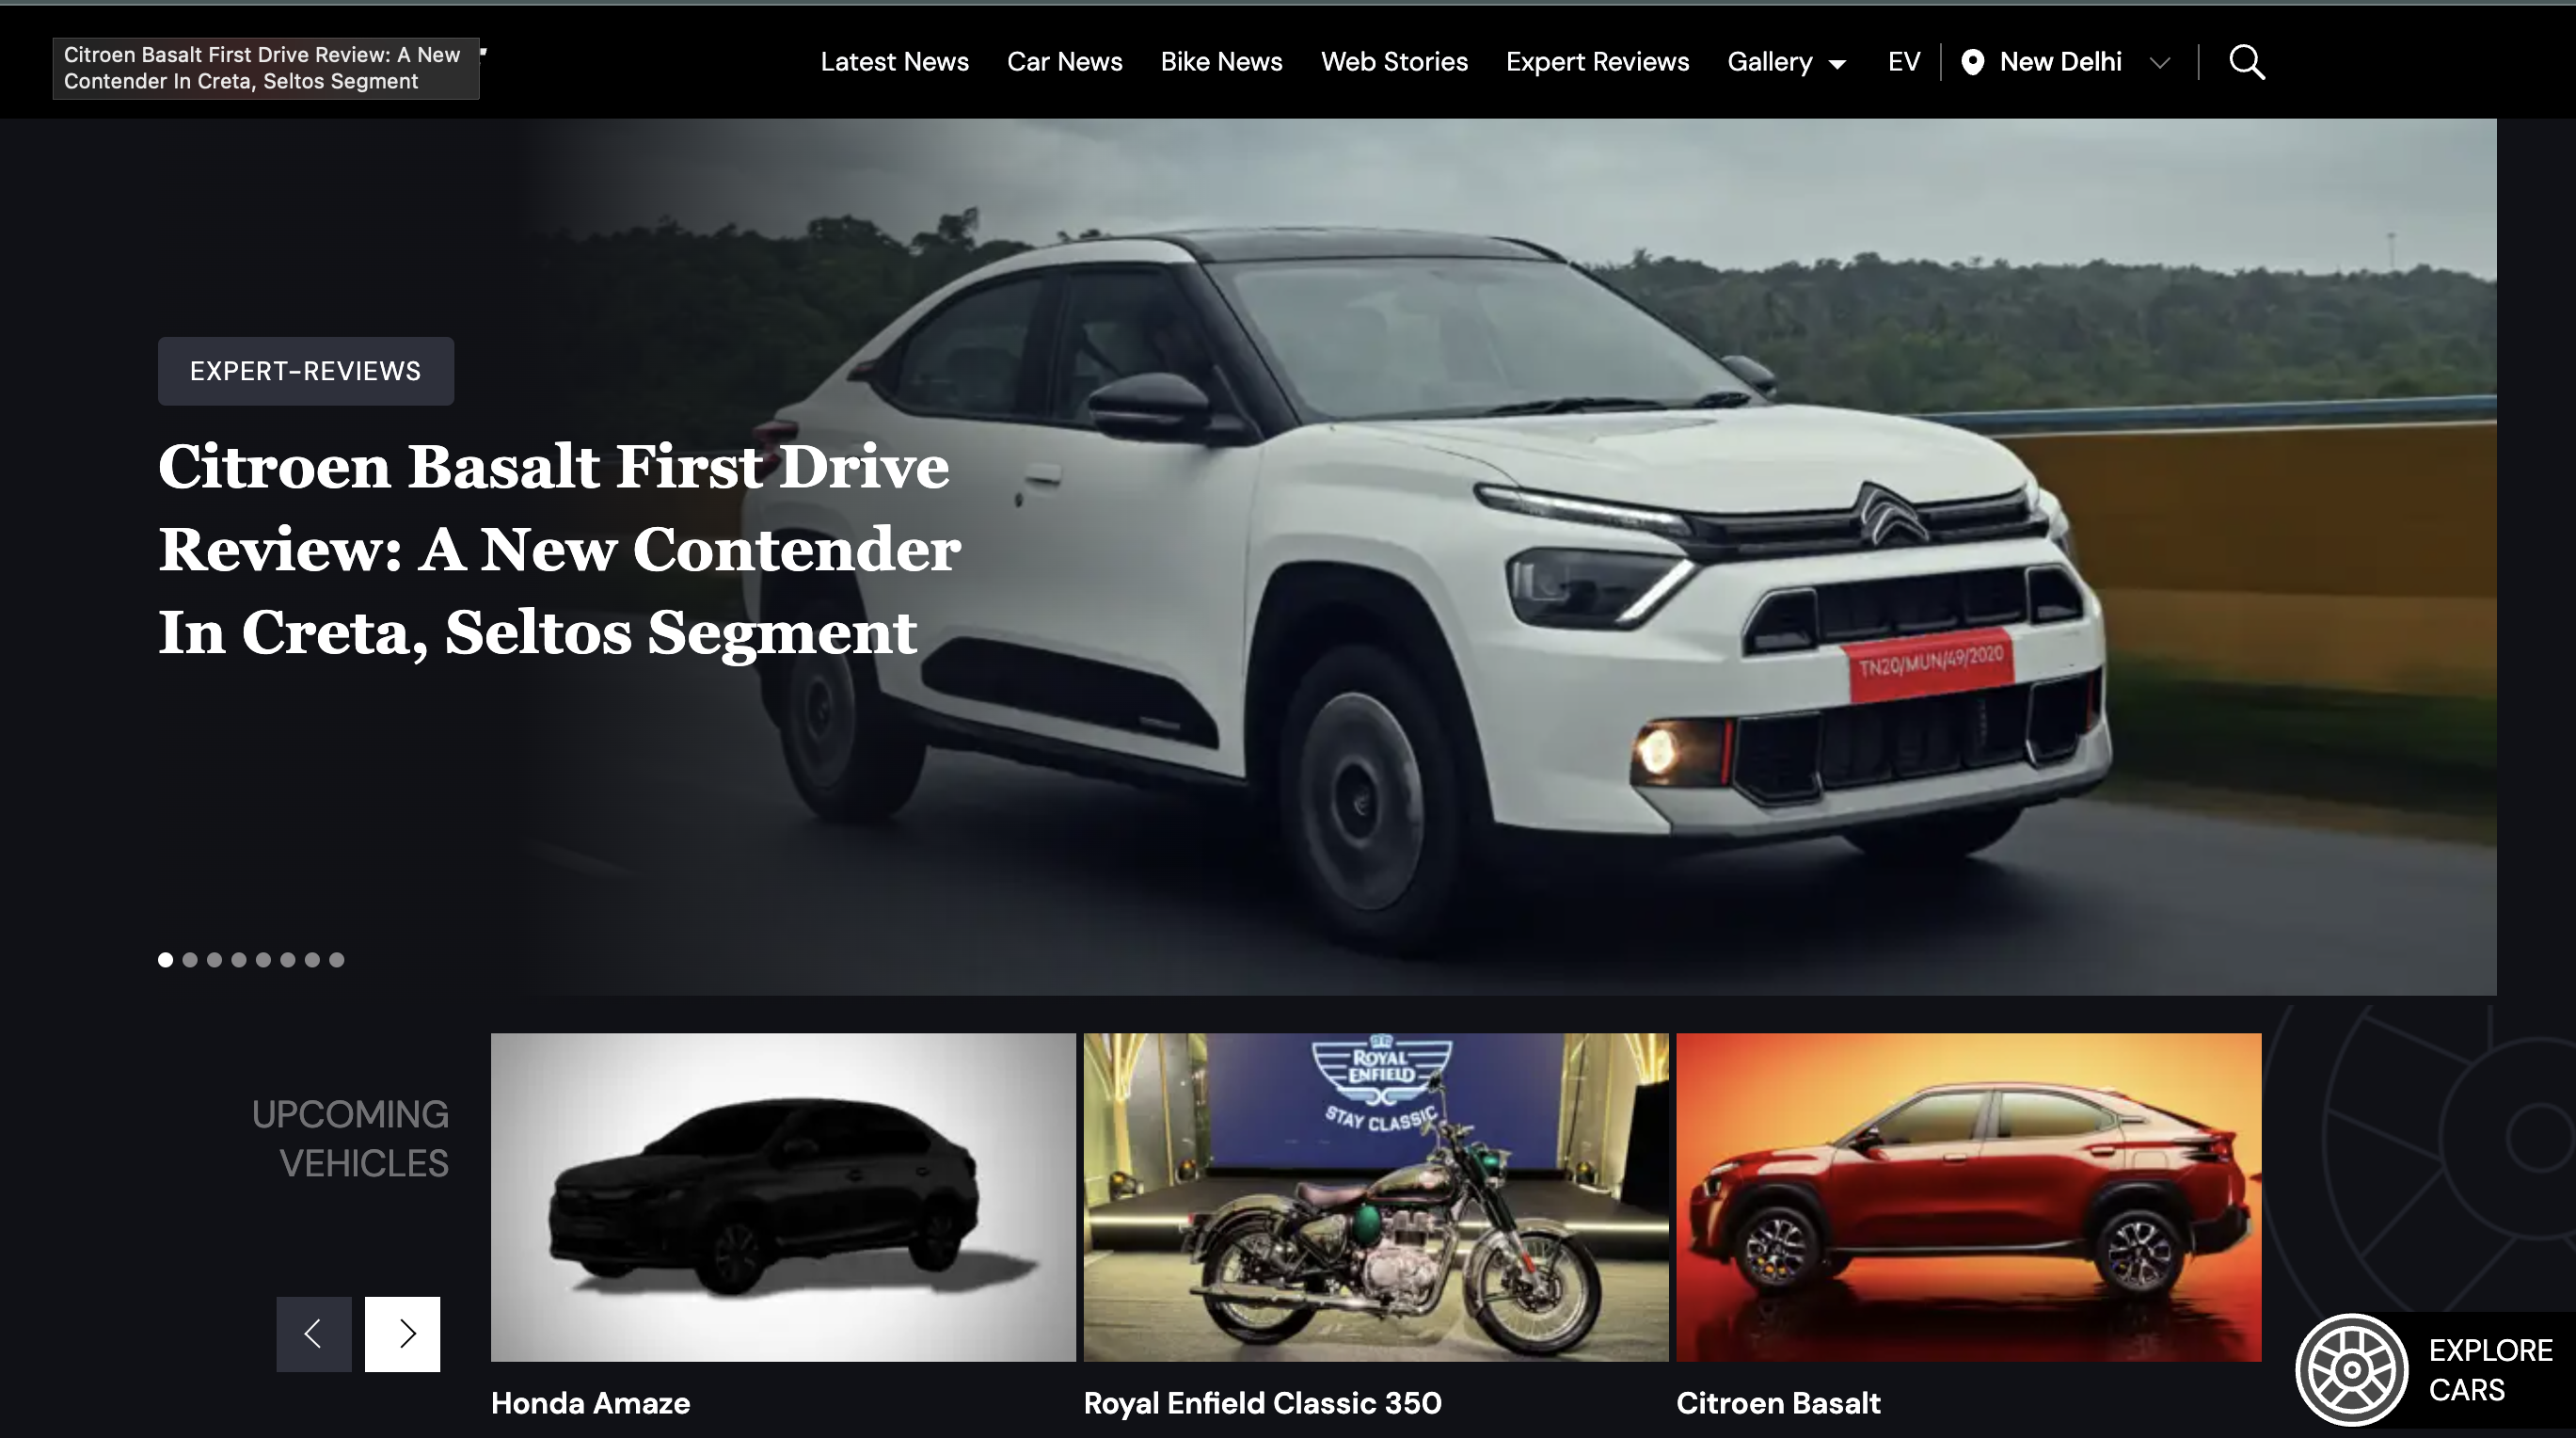 Citroen Basalt First Drive Review: A New
Contender In Creta, Seltos Segment
Latest News Car News Bike News Web Stories Expert Reviews Gallery EV New Delhi
EXPERT-REVIEWS
Citroen Basalt First Drive
Review: A New Contender
In Creta, Seltos Segment
TN20/MUN/49/2020
UPCOMING
VEHICLES
ROYAL
ENFIELD
STAY CLASSIC
Honda Amaze
Royal Enfield Classic 350
Citroen Basalt
EXPLORE
CARS